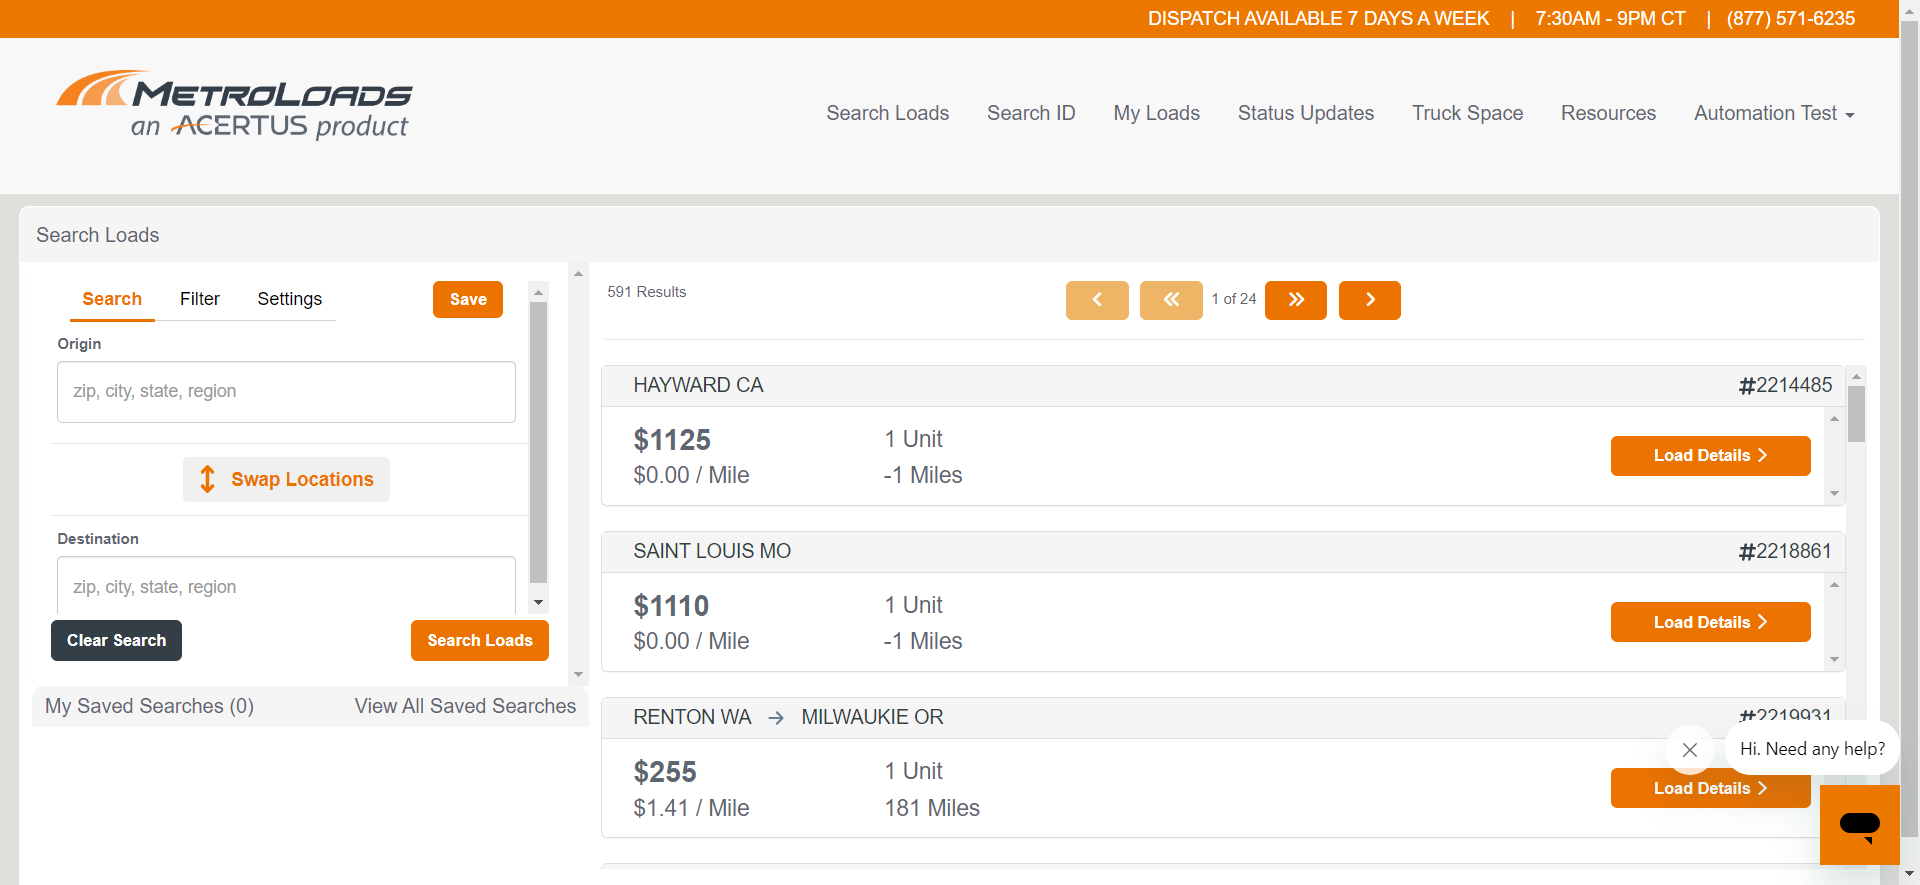 DISPATCH AVAILABLE 7 DAYS A WEEK | 7:30AM - 9PM CT | (877) 571-6235
METROLOADS
an ACERTUS product
Search Loads Search ID My Loads Status Updates Truck Space Resources Automation Test
Search Loads
Search Filter Settings Save
Origin
zip, city, state, region
Swap Locations
Destination
zip, city, state, region
Clear Search Search Loads
My Saved Searches (0) View All Saved Searches
591 Results
1 of 24
HAYWARD CA #2214485
$1125 1 Unit
$0.00 / Mile -1 Miles
Load Details
SAINT LOUIS MO #2218861
$1110 1 Unit
$0.00 / Mile -1 Miles
Load Details
RENTON WA → MILWAUKIE OR #2219931
$255 1 Unit
$1.41 / Mile 181 Miles
Load Details
Hi. Need any help?